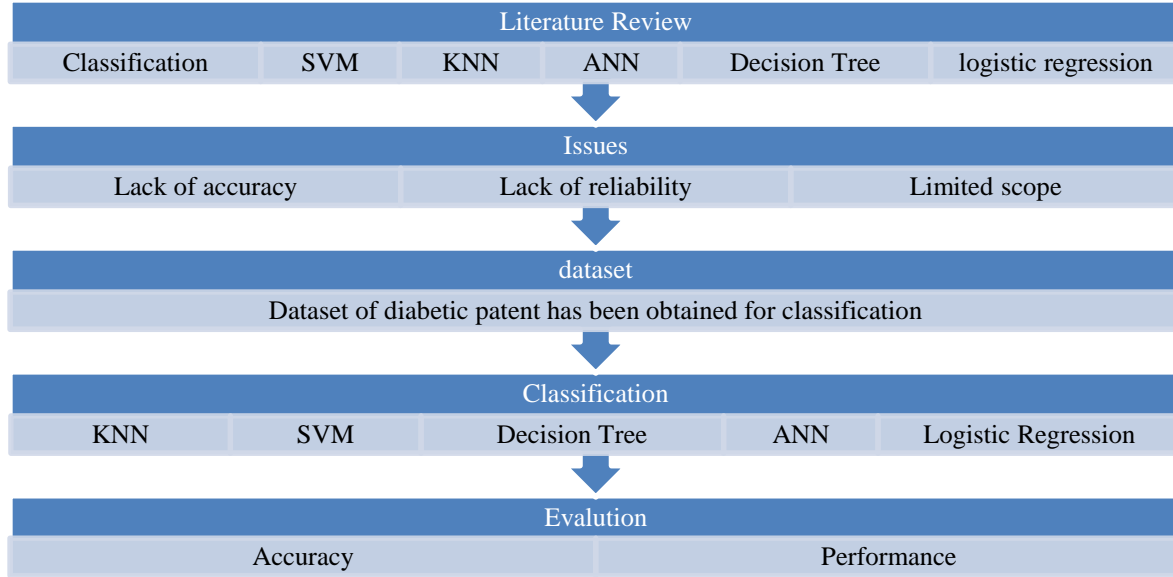 Literature Review
Classification SVM KNN ANN Decision Tree logistic regression
Issues
Lack of accuracy Lack of reliability Limited scope
dataset
Dataset of diabetic patent has been obtained for classification
Classification
KNN SVM Decision Tree ANN Logistic Regression
Evalution
Accuracy Performance